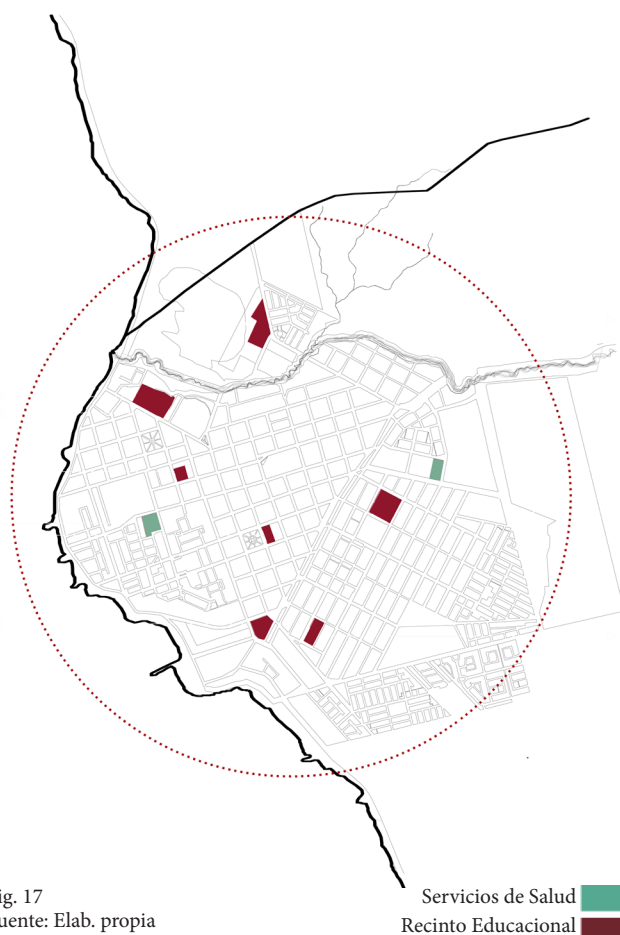 ig. 17
uente: Elab. propia
Servicios de Salud
Recinto Educacional